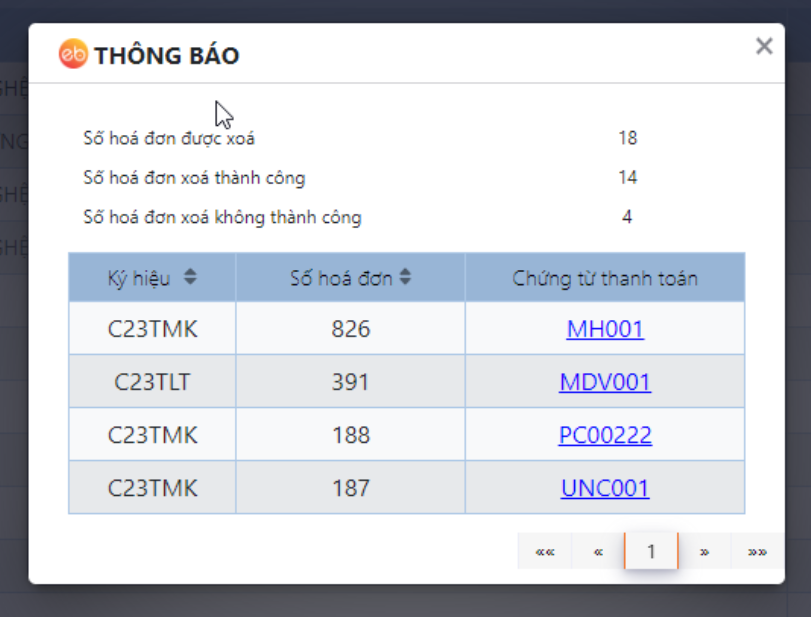 eb THÔNG BÁO ×
Số hoá đơn được xoá 18
Số hoá đơn xoá thành công 14
Số hoá đơn xoá không thành công 4
Ký hiệu Số hoá đơn Chứng từ thanh toán
C23TMK 826 MH001
C23TLT 391 MDV001
C23TMK 188 PC00222
C23TMK 187 UNC001
«« « 1 » »»